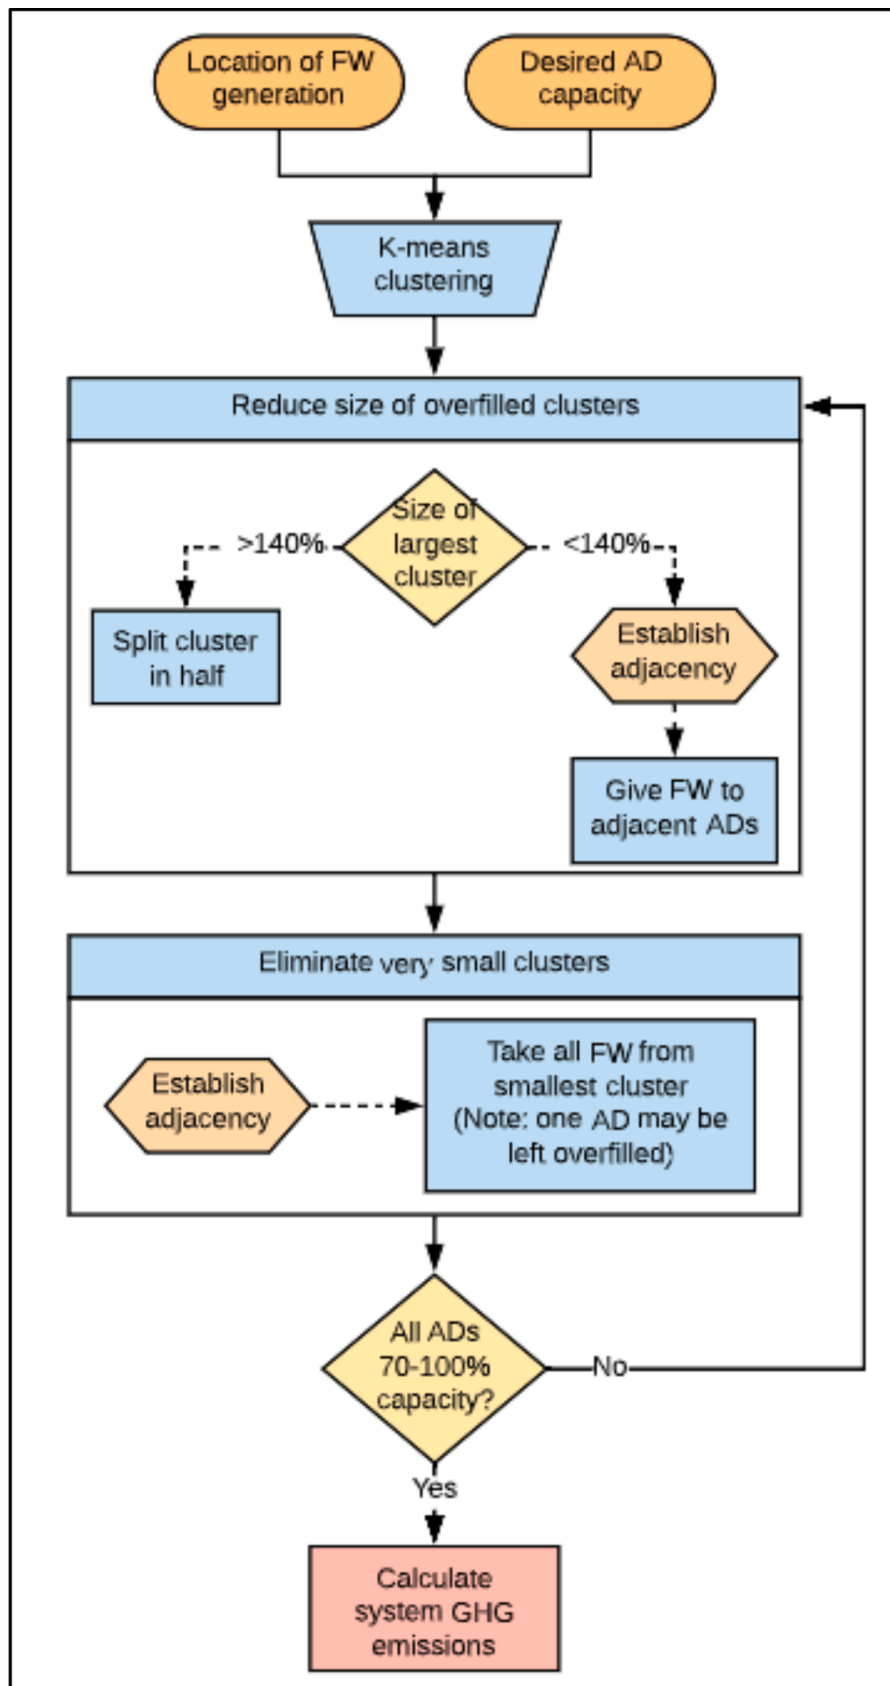 Location of FW
generation
Desired AD
capacity
K-means
clustering
Reduce size of overfilled clusters
Size of
largest
cluster
>140%
<140%
Split cluster
in half
Establish
adjacency
Give FW to
adjacent ADs
Eliminate very small clusters
Establish
adjacency
Take all FW from
smallest cluster
(Note: one AD may be
left overfilled)
All ADs
70-100%
capacity?
No
Yes
Calculate
system GHG
emissions